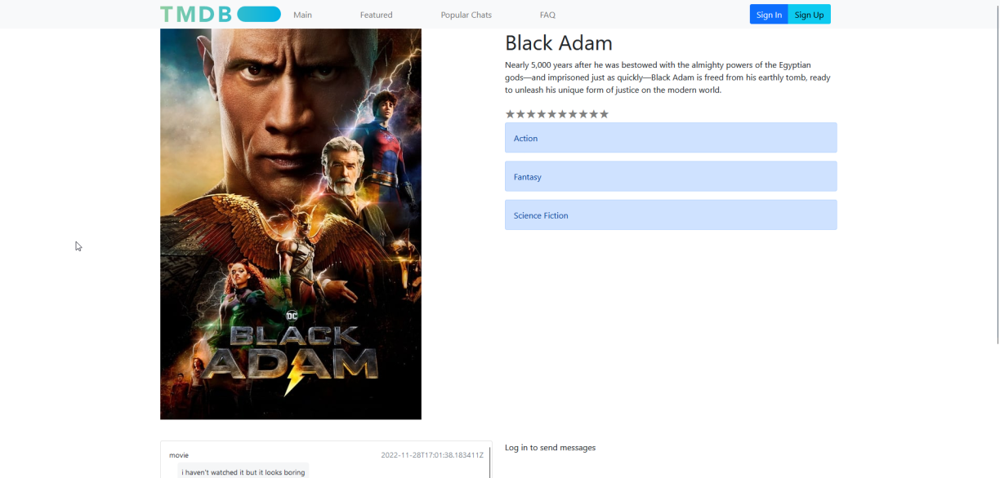 TMDB
Main
Featured
Popular Chats
FAQ
Sign In
Sign Up
Black Adam
Nearly 5,000 years after he was bestowed with the almighty powers of the Egyptian
gods—and imprisoned just as quickly—Black Adam is freed from his earthly tomb, ready
to unleash his unique form of justice on the modern world.
★★★★★★★★★★
Action
Fantasy
Science Fiction
DC
BLACK
ADAM
movie
2022-11-28T17:01:38.183411Z
i haven't watched it but it looks boring
Log in to send messages